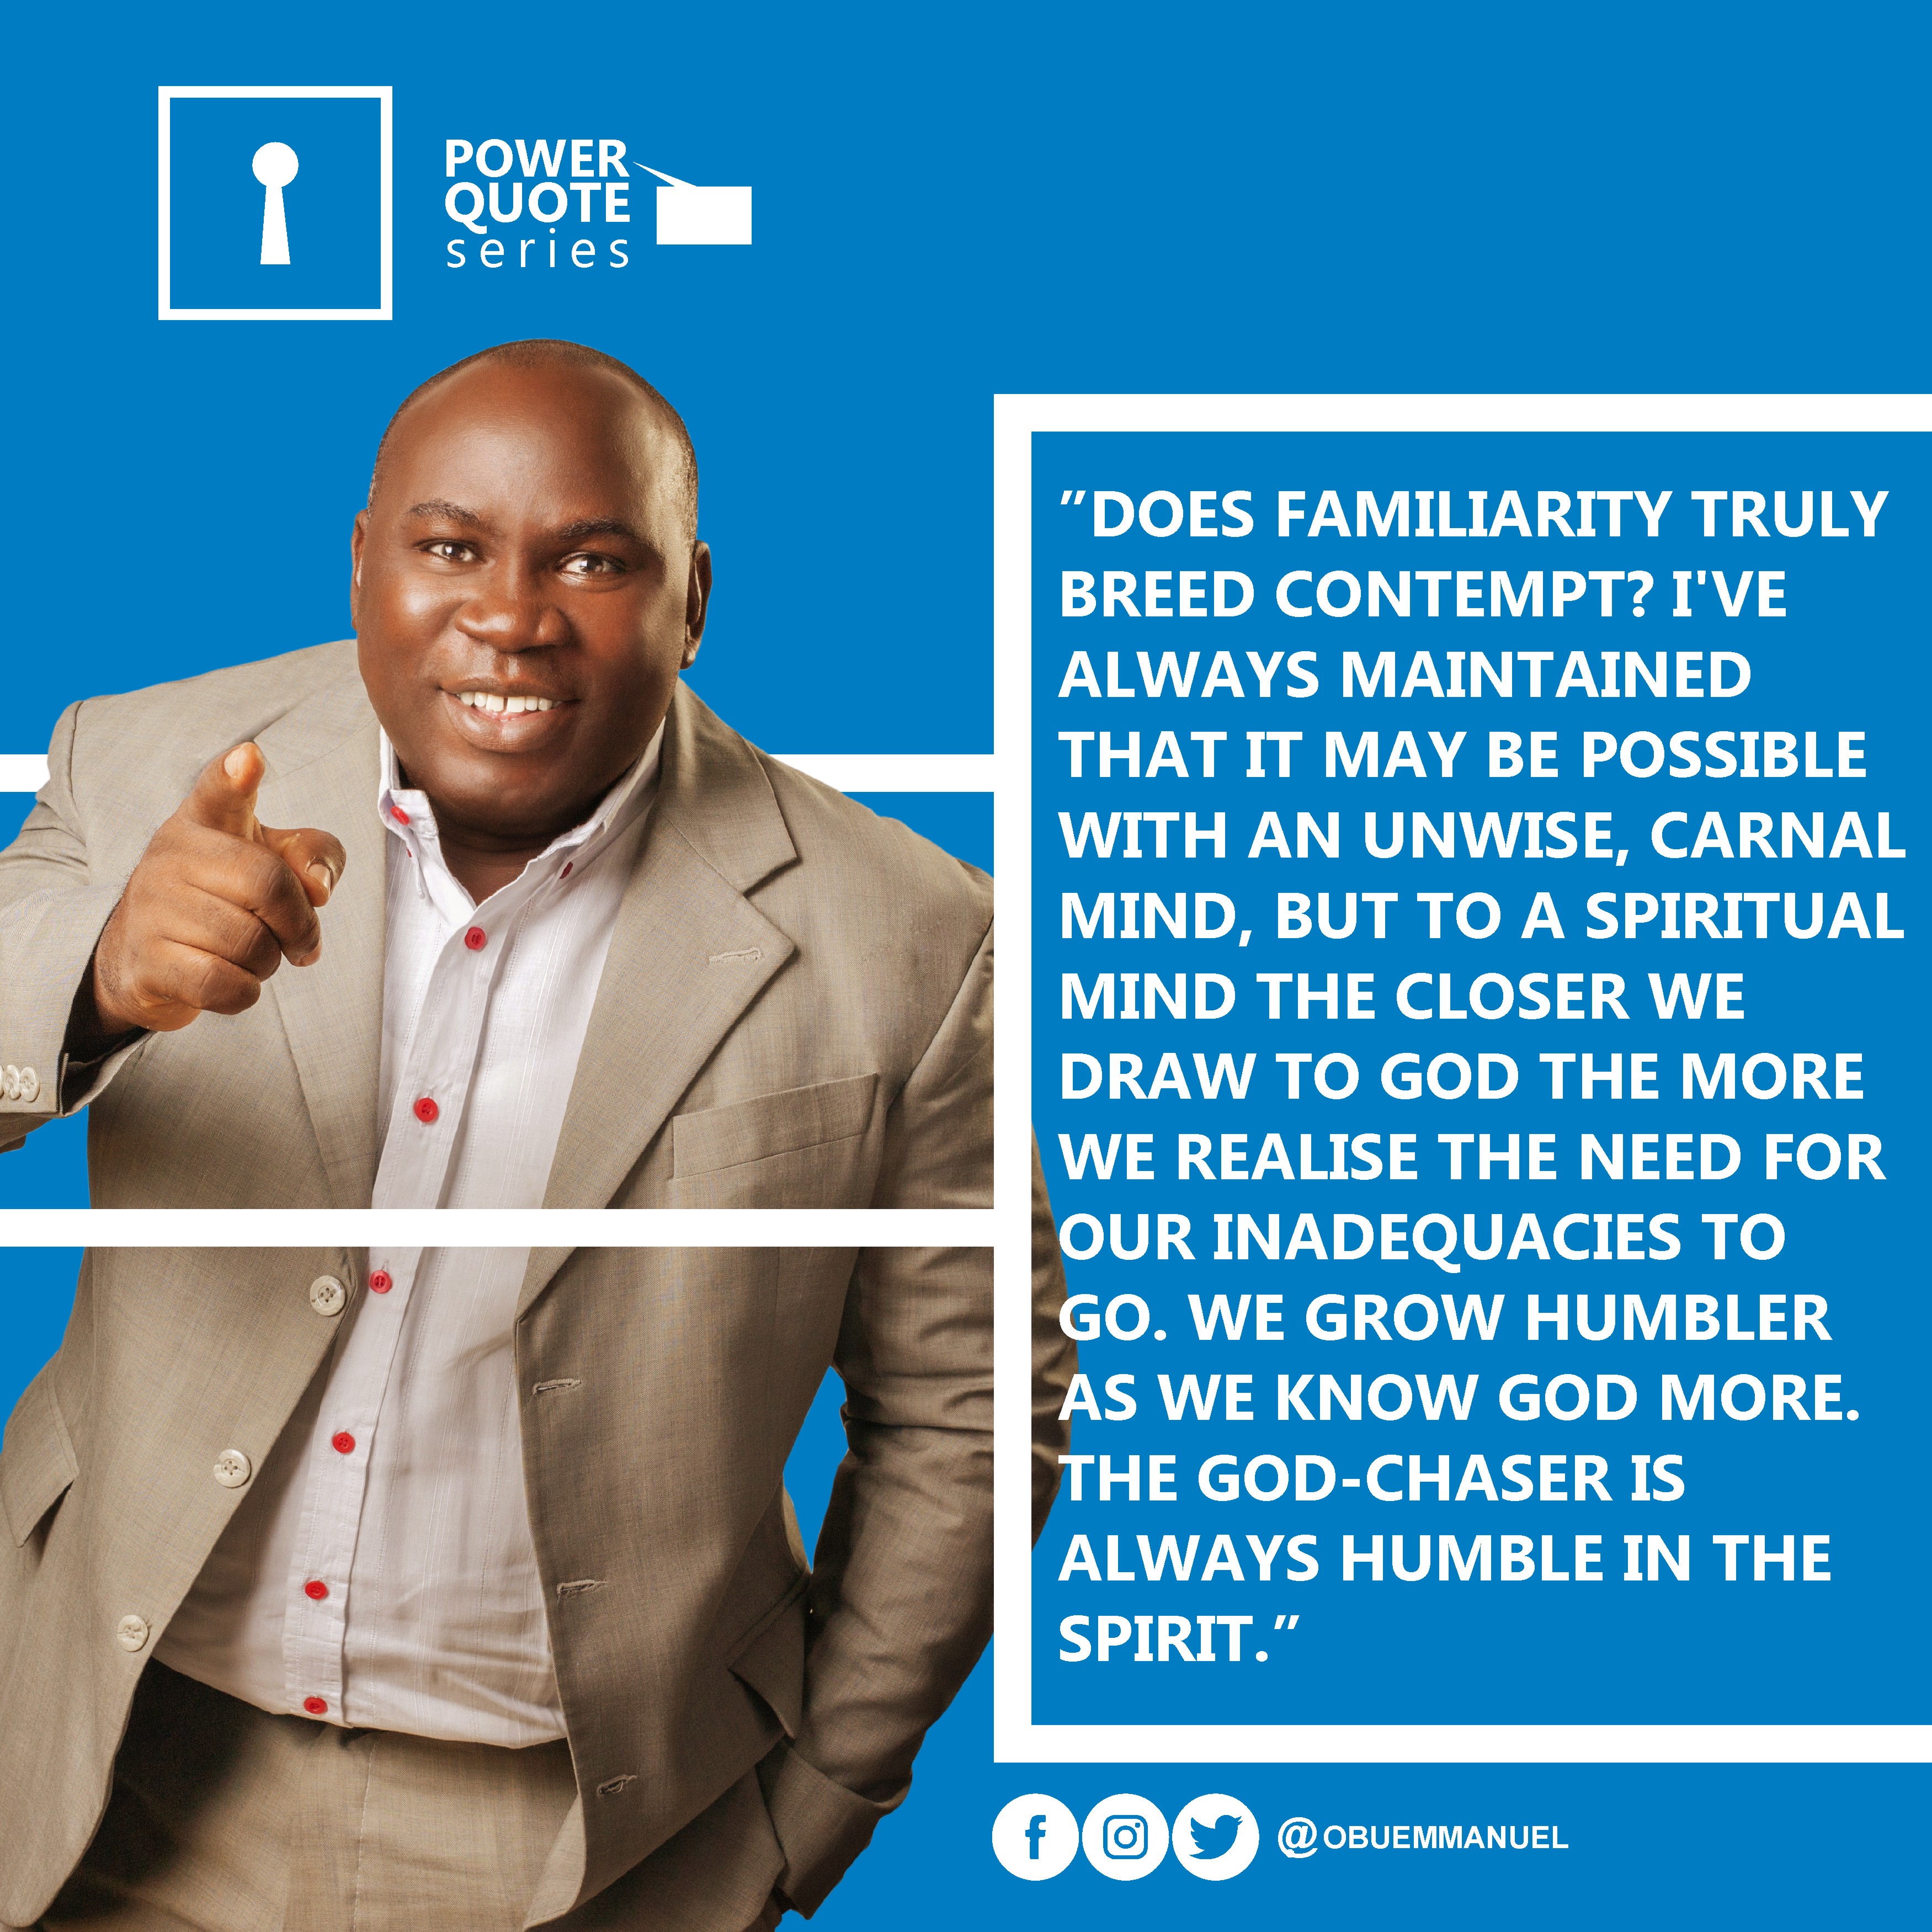 POWER
QUOTE
series
"DOES FAMILIARITY TRULY
BREED CONTEMPT? I'VE
ALWAYS MAINTAINED
THAT IT MAY BE POSSIBLE
WITH AN UNWISE, CARNAL
MIND, BUT TO A SPIRITUAL
MIND THE CLOSER WE
DRAW TO GOD THE MORE
WE REALISE THE NEED FOR
OUR INADEQUACIES TO
GO. WE GROW HUMBLER
AS WE KNOW GOD MORE.
THE GOD-CHASER IS
ALWAYS HUMBLE IN THE
SPIRIT."
@OBUEMMANUEL